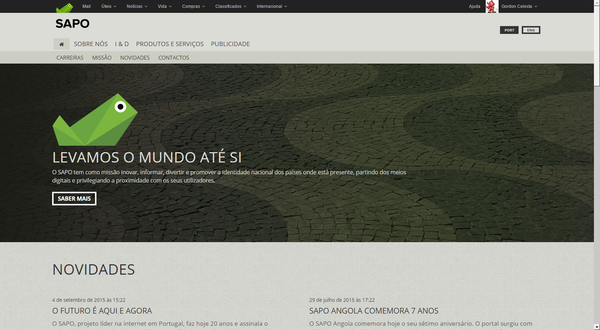 Mail Úteis Notícias Vida Compras Classificados Internacional Ajuda Gordon Celesta
SAPO
PORT ENG
SOBRE NÓS I & D PRODUTOS E SERVIÇOS PUBLICIDADE
CARREIRAS MISSÃO NOVIDADES CONTACTOS
LEVAMOS O MUNDO ATÉ SI
O SAPO tem como missão inovar, informar, divertir e promover a identidade nacional dos países onde está presente, partindo dos meios
digitais e privilegiando a proximidade com os seus utilizadores.
SABER MAIS
NOVIDADES
4 de setembro de 2015 às 15:22
O FUTURO É AQUI E AGORA
O SAPO, projeto líder na internet em Portugal, faz hoje 20 anos e assinala o
29 de julho de 2015 às 17:22
SAPO ANGOLA COMEMORA 7 ANOS
O SAPO Angola comemora hoje o seu sétimo aniversário. O portal surgiu com